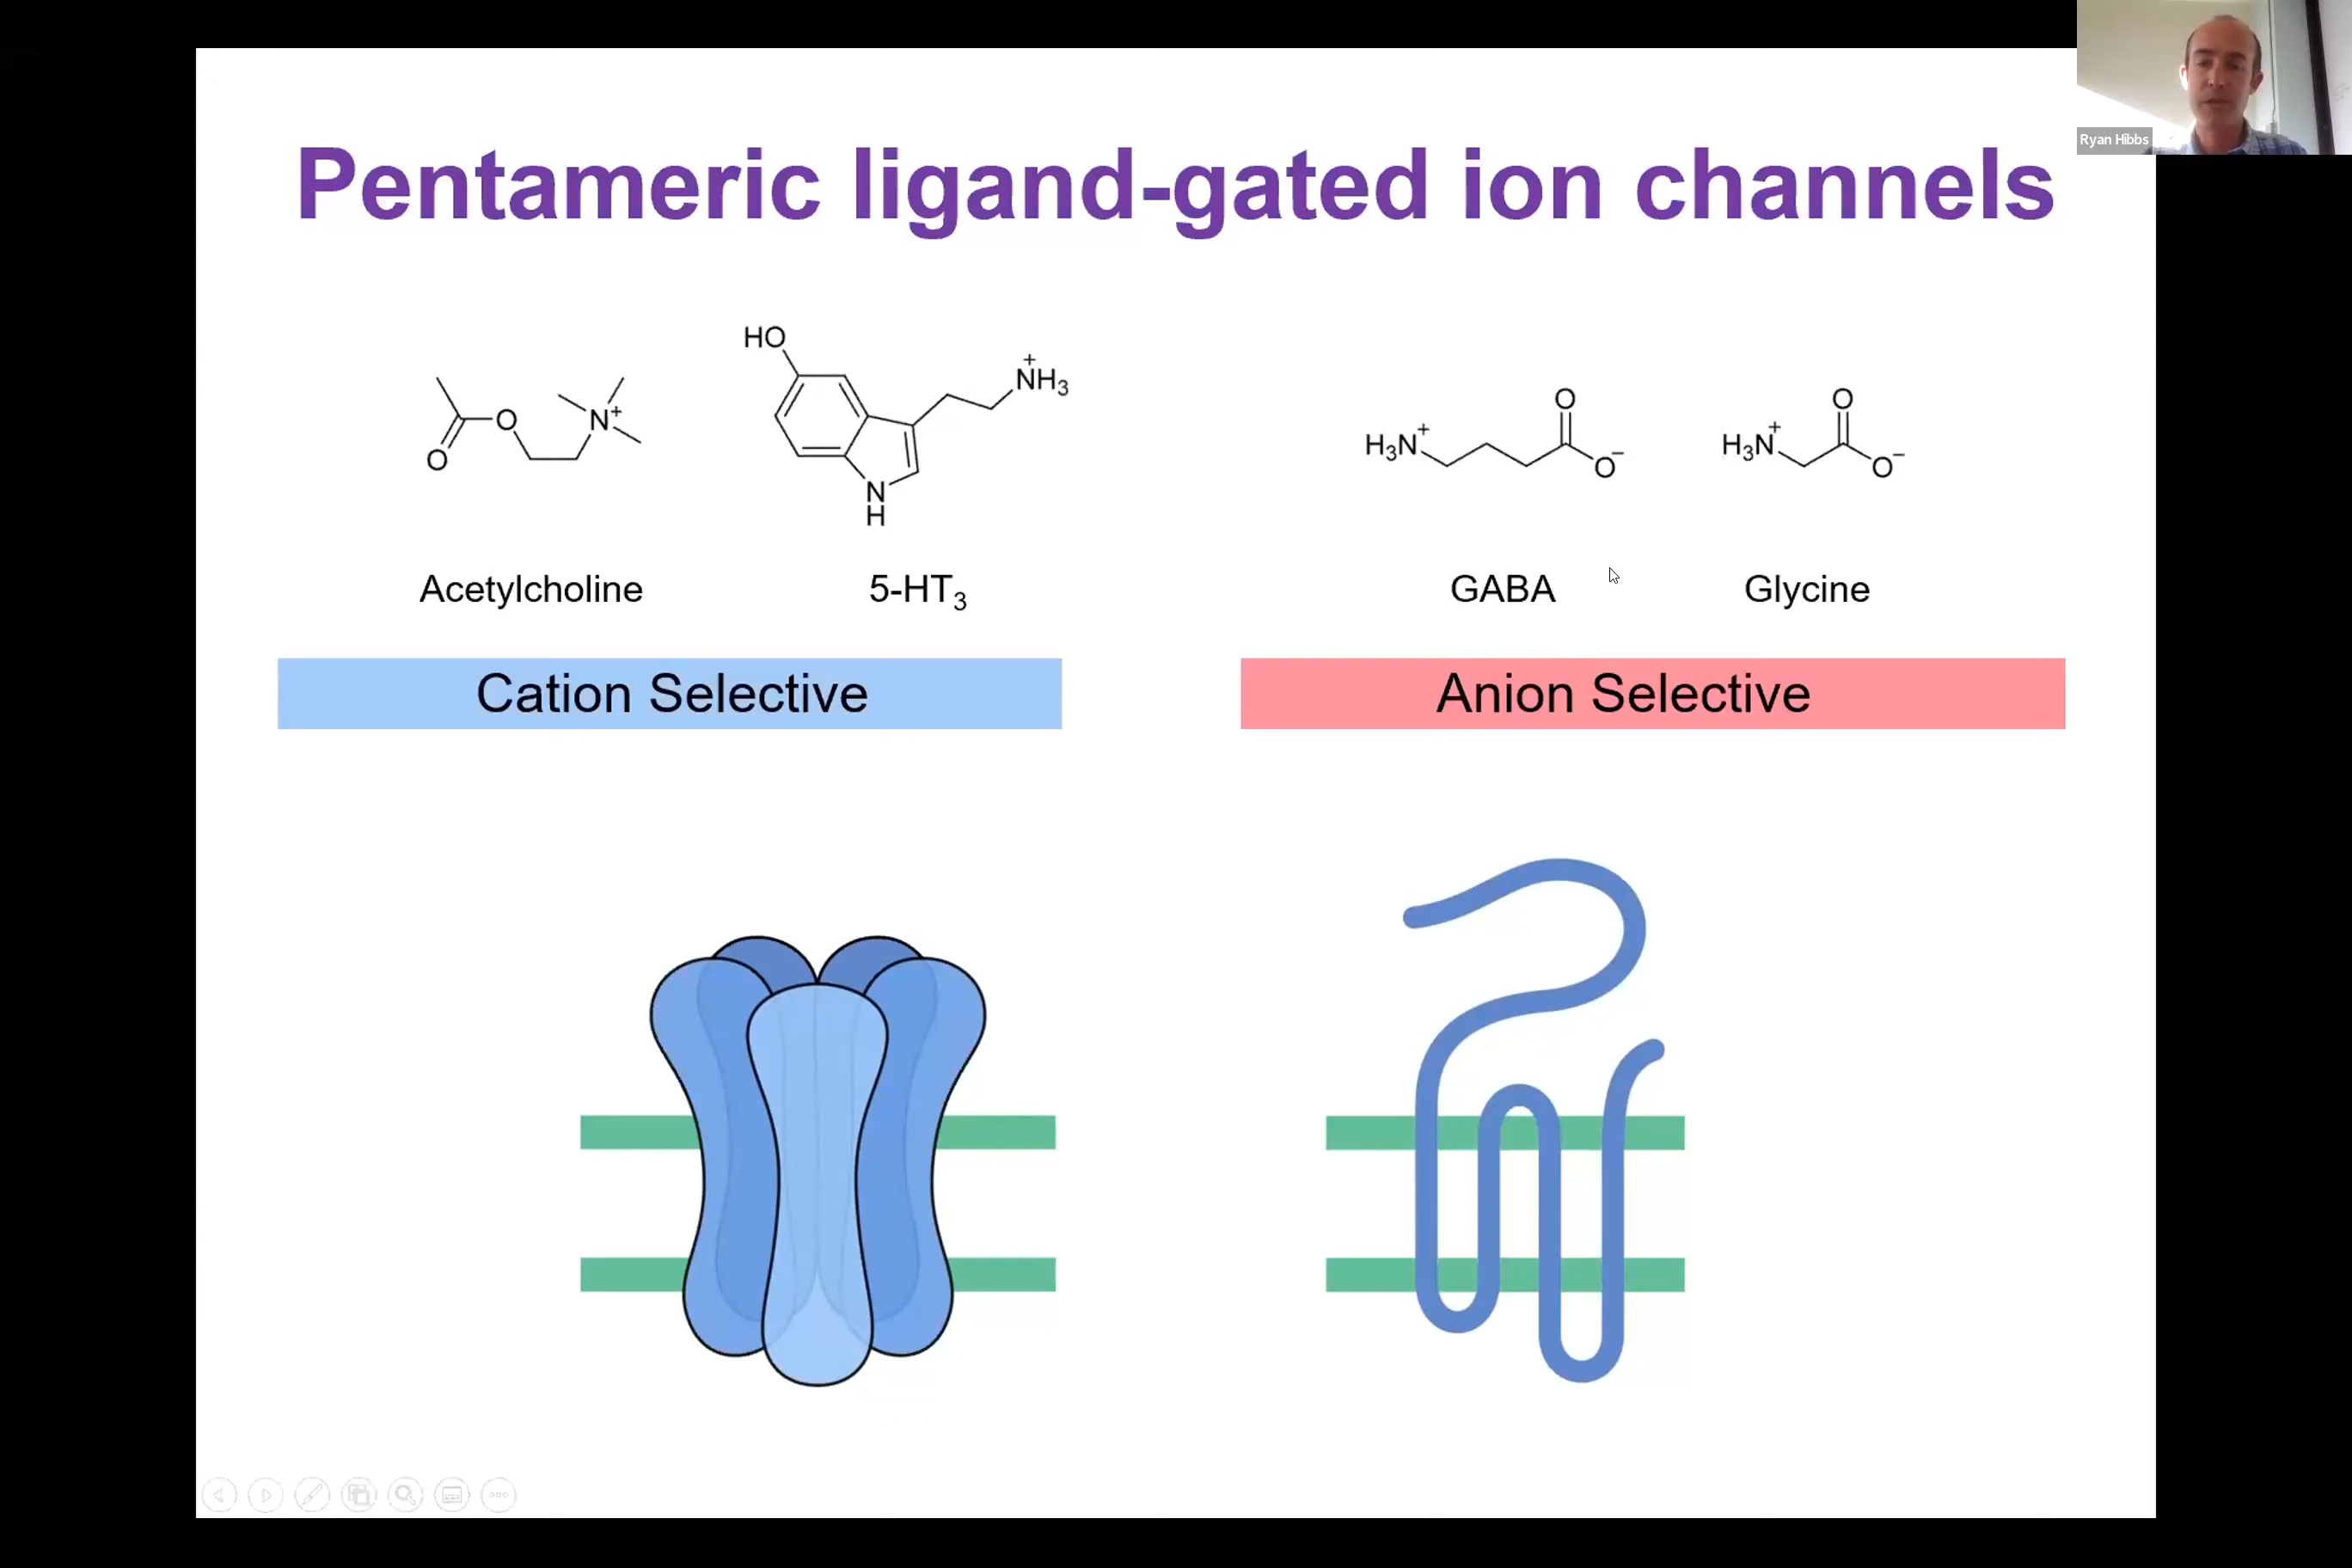 Pentameric ligand-gated ion channels
Ryan Hibbs
O
O
N+
HO
+
NH3
N
H
H3N+
O
O−
H3N+
O
O−
Acetylcholine
5-HT3
GABA
Glycine
Cation Selective
Anion Selective